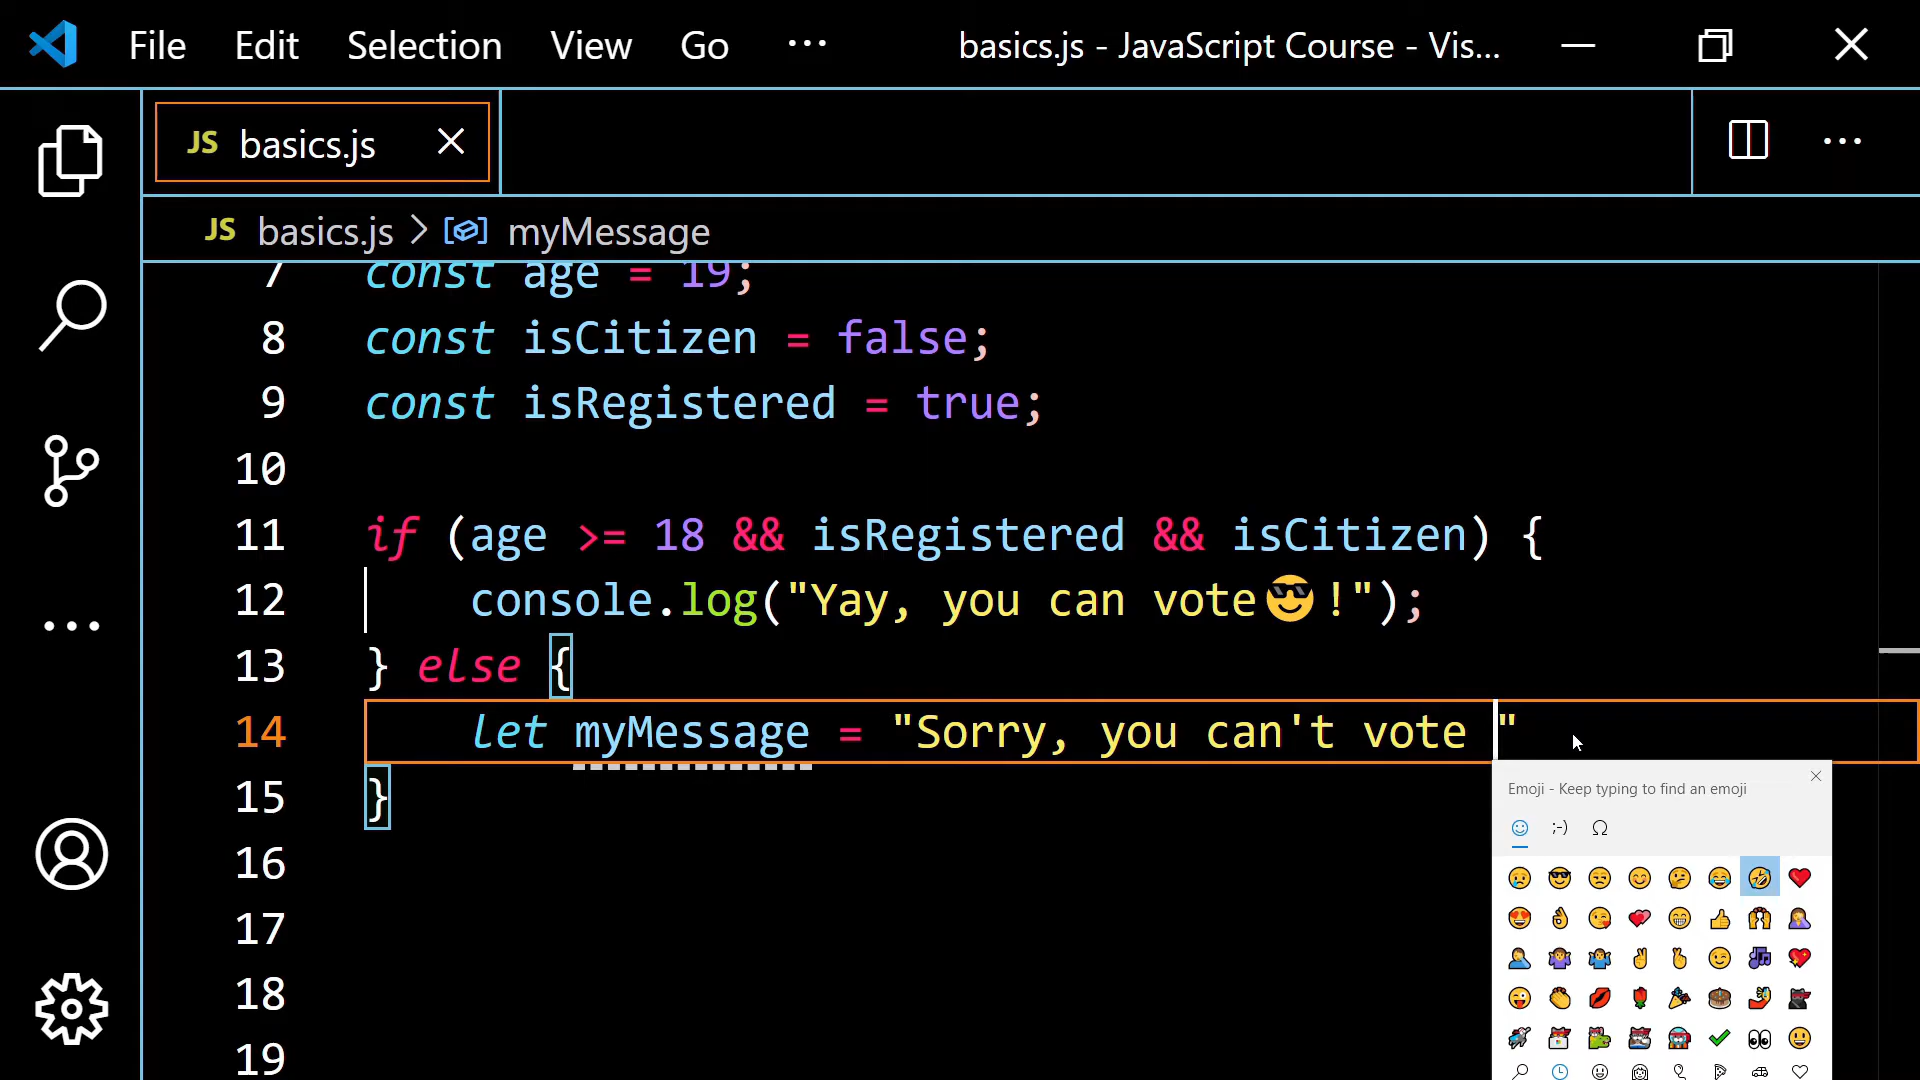 File Edit Selection View Go ··· basics.js - JavaScript Course - Vis...
JS basics.js
JS basics.js > myMessage
7 const age = 19;
8 const isCitizen = false;
9 const isRegistered = true;
10
11 if (age >= 18 && isRegistered && isCitizen) {
12 console.log("Yay, you can vote😎!");
13 } else {
14 let myMessage = "Sorry, you can't vote "
15 }
16
17
18
19
Emoji - Keep typing to find an emoji
;-) Ω